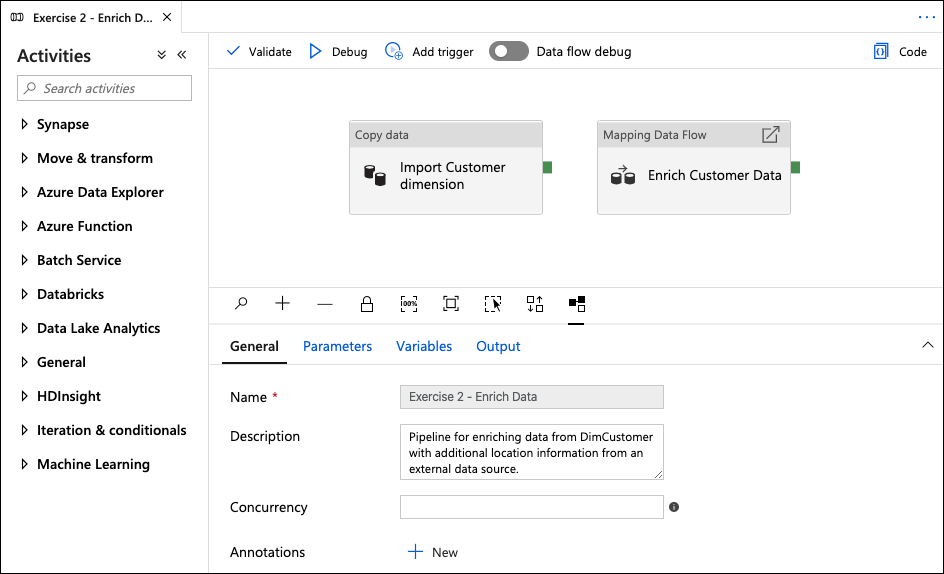 Exercise 2 - Enrich D...
Activities
Search activities
Synapse
Move & transform
Azure Data Explorer
Azure Function
Batch Service
Databricks
Data Lake Analytics
General
HDInsight
Iteration & conditionals
Machine Learning
Validate Debug Add trigger Data flow debug Code
Copy data
Import Customer
dimension
Mapping Data Flow
Enrich Customer Data
100%
General Parameters Variables Output
Name *
Exercise 2 - Enrich Data
Description
Pipeline for enriching data from DimCustomer
with additional location information from an
external data source.
Concurrency
Annotations
New